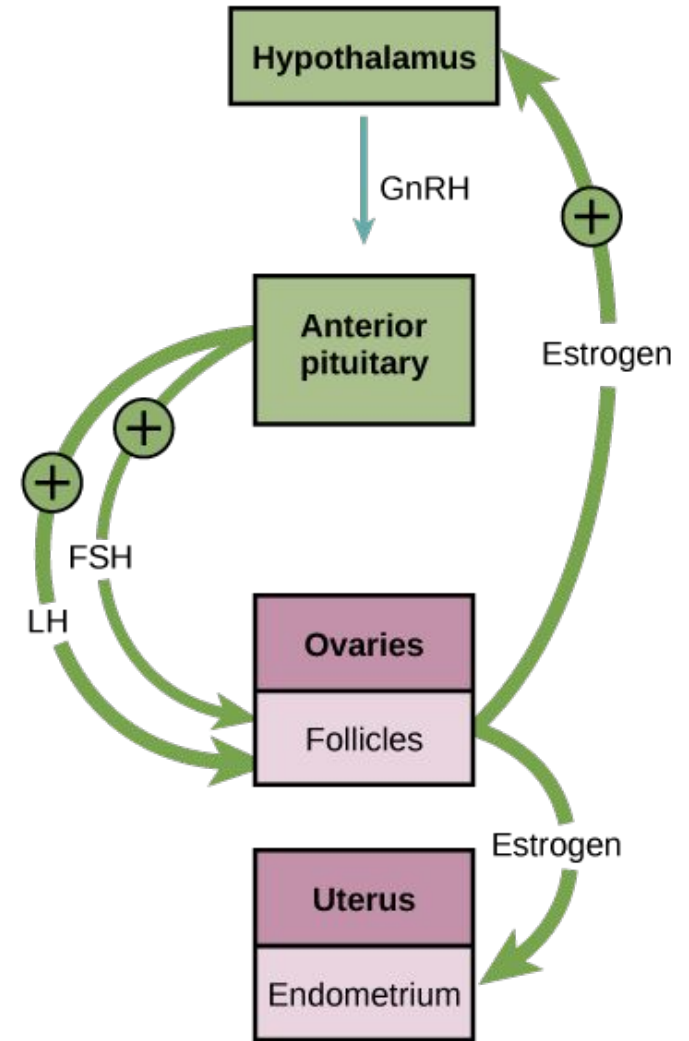 Hypothalamus
GnRH
+
Anterior
pituitary
Estrogen
+
+
FSH
LH
Ovaries
Follicles
Estrogen
Uterus
Endometrium